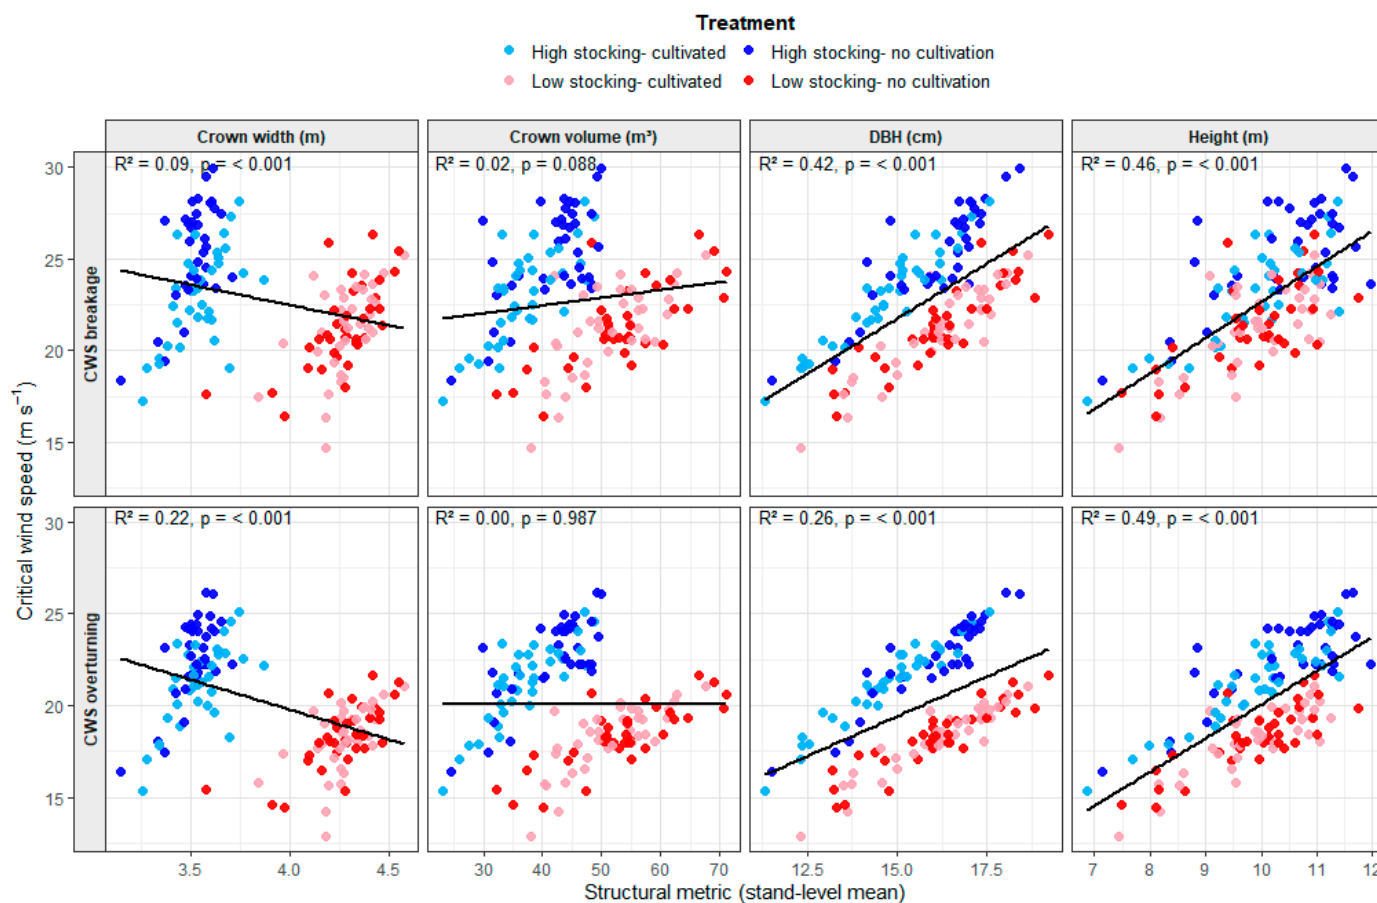 Treatment
High stocking- cultivated High stocking- no cultivation
Low stocking- cultivated Low stocking- no cultivation
Crown width (m) Crown volume (m³) DBH (cm) Height (m)
R² = 0.09, p = < 0.001 R² = 0.02, p = 0.088 R² = 0.42, p = < 0.001 R² = 0.46, p = < 0.001
30
25
20
15
CWS breakage
Critical wind speed (m s⁻¹)
R² = 0.22, p = < 0.001 R² = 0.00, p = 0.987 R² = 0.26, p = < 0.001 R² = 0.49, p = < 0.001
30
25
20
15
CWS overturning
3.5 4.0 4.5 30 40 50 60 70 12.5 15.0 17.5 7 8 9 10 11 12
Structural metric (stand-level mean)